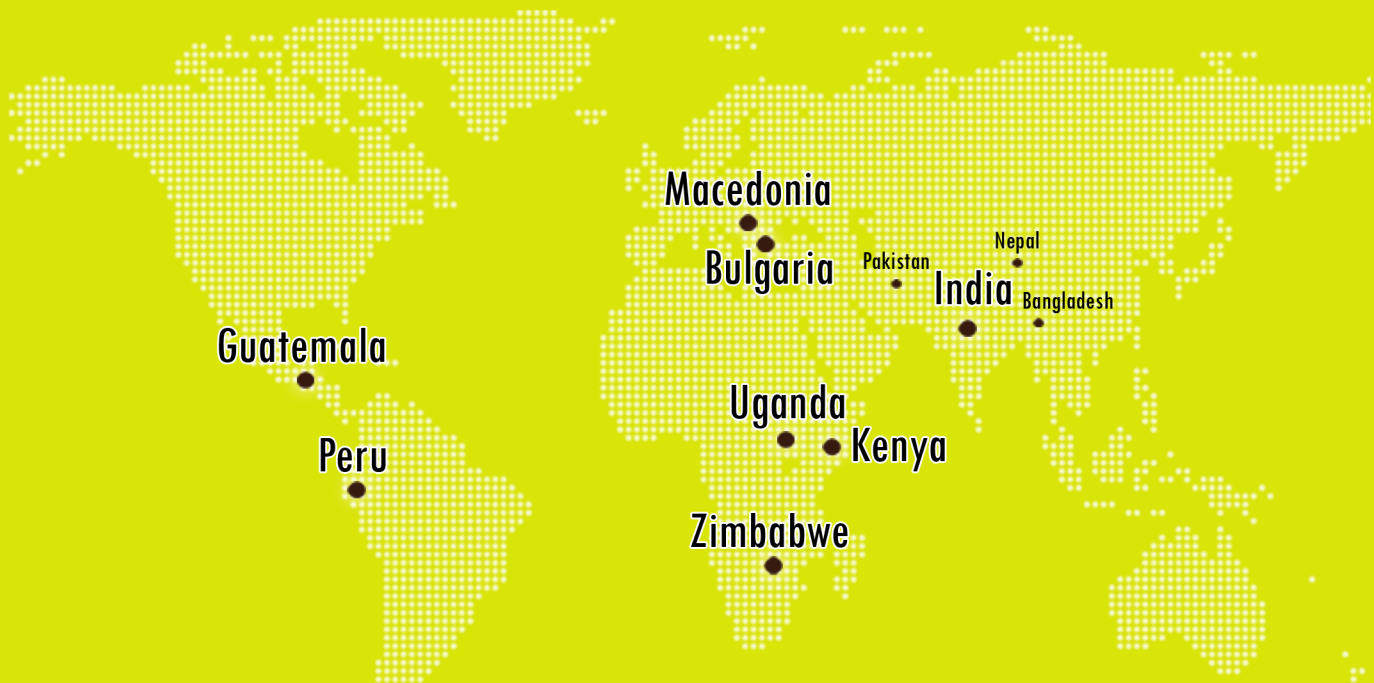 Macedonia
Bulgaria
Nepal
Pakistan
India
Bangladesh
Guatemala
Uganda
Kenya
Peru
Zimbabwe